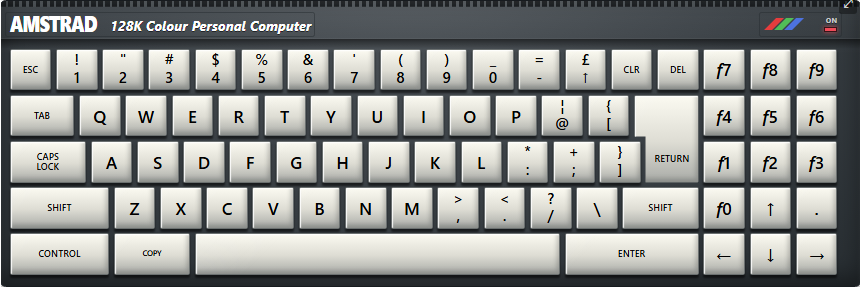 AMSTRAD 128K Colour Personal Computer ON
ESC ! 1 " 2 # 3 $ 4 % 5 & 6 ' 7 ( 8 ) 9 _ 0 = - £ ↑ CLR DEL f7 f8 f9
TAB Q W E R T Y U I O P ¦ @ { [ RETURN f4 f5 f6
CAPS LOCK A S D F G H J K L * : + ; } ] f1 f2 f3
SHIFT Z X C V B N M > , < . ? / \ SHIFT f0 ↑ .
CONTROL COPY ENTER ← ↓ →